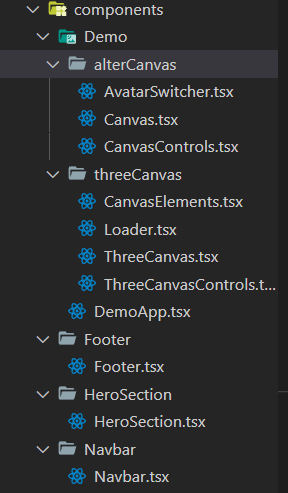 components
Demo
alterCanvas
AvatarSwitcher.tsx
Canvas.tsx
CanvasControls.tsx
threeCanvas
CanvasElements.tsx
Loader.tsx
ThreeCanvas.tsx
ThreeCanvasControls.t...
DemoApp.tsx
Footer
Footer.tsx
HeroSection
HeroSection.tsx
Navbar
Navbar.tsx